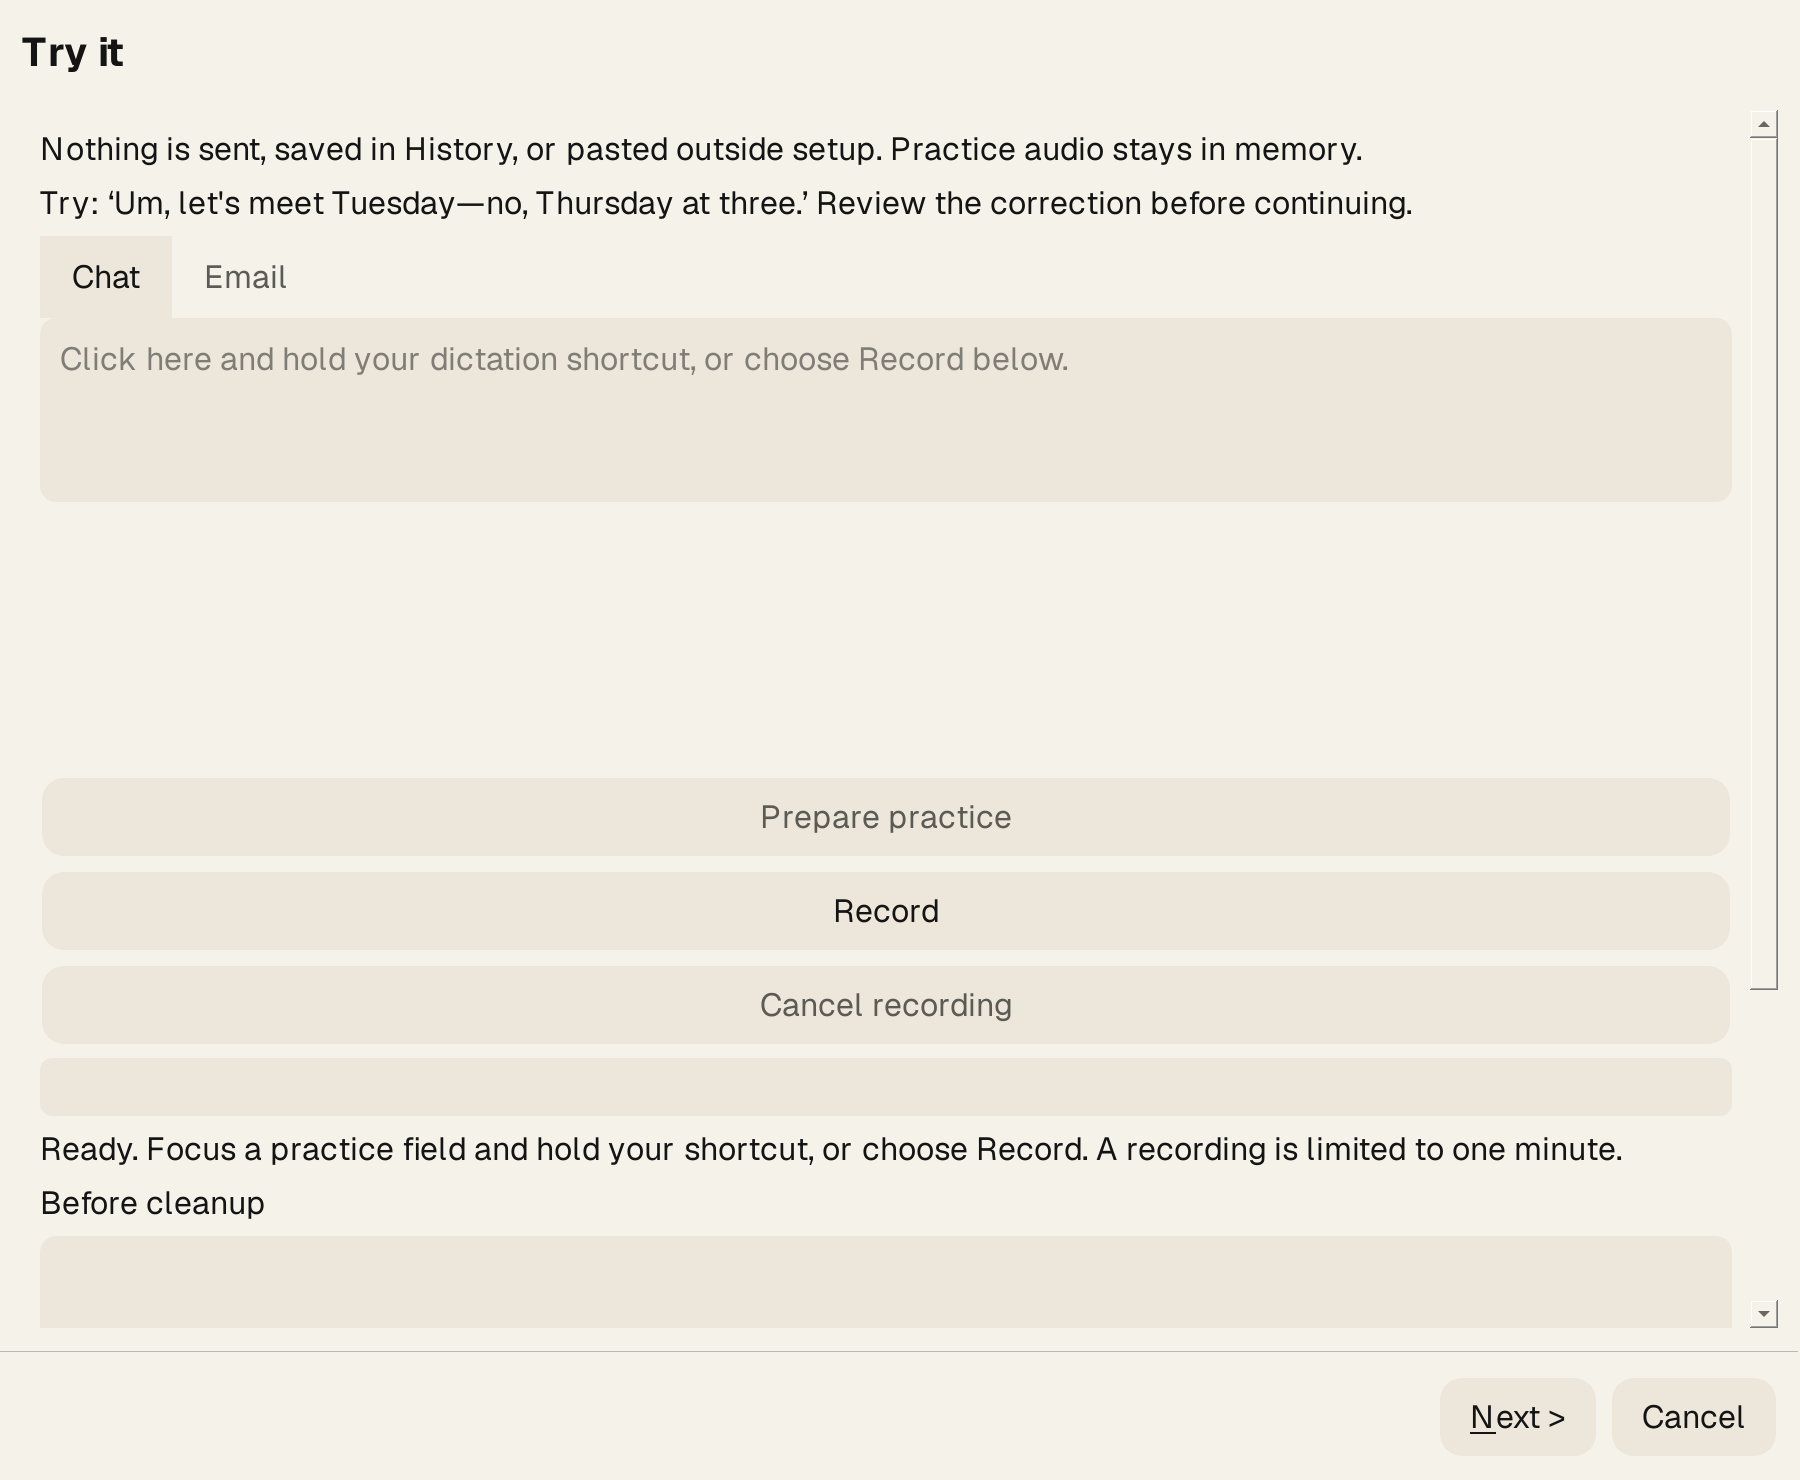 Try it
Nothing is sent, saved in History, or pasted outside setup. Practice audio stays in memory.
Try: ‘Um, let's meet Tuesday—no, Thursday at three.’ Review the correction before continuing.
Chat Email
Click here and hold your dictation shortcut, or choose Record below.
Prepare practice
Record
Cancel recording
Ready. Focus a practice field and hold your shortcut, or choose Record. A recording is limited to one minute.
Before cleanup
Next > Cancel